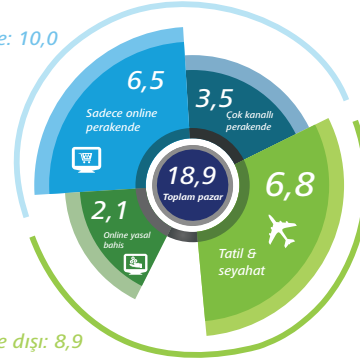 : 10,0
6,5
Sadece online
perakende
3,5
Çok kanallı
perakende
18,9
Toplam pazar
6,8
Tatil &
seyahat
2,1
Online yasal
bahis
dışı: 8,9